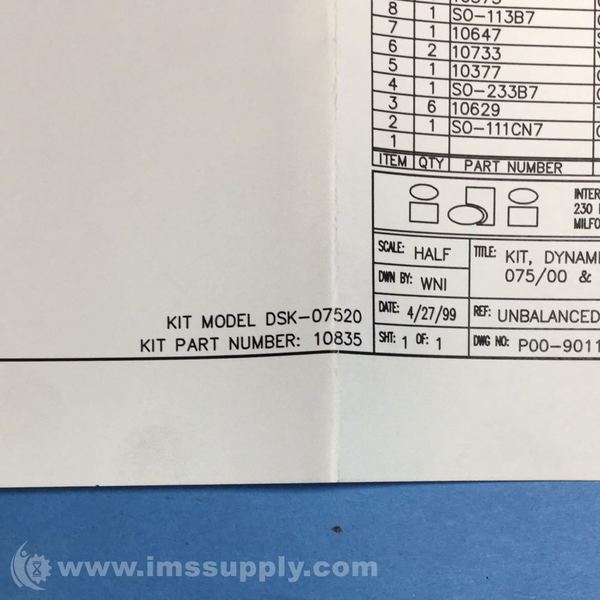 8 1 SO-113B7
7 1 10647
6 2 10733
5 1 10377
4 1 SO-233B7
3 6 10629
2 1 SO-111CN7
1
ITEM QTY PART NUMBER
230
SCALE: HALF
TITLE: KIT,
075/00 &
DWN BY: WNI
DATE: 4/27/99
REF: UNBALANCED
SHT: 1 OF: 1
DWG NO: P00-9011
KIT MODEL DSK-07520
KIT PART NUMBER: 10835
www.imssupply.com